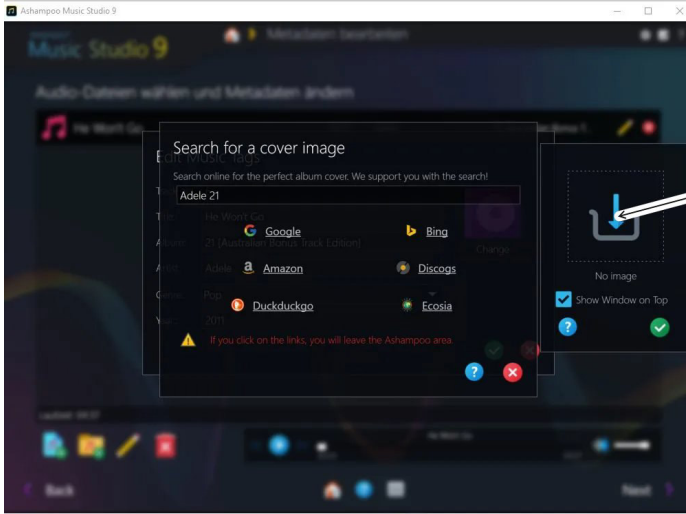 Ashampoo Music Studio 9
Music Studio 9
Metadaten bearbeiten
Audio-Dateien wählen und Metadaten ändern
He Won't Go
Search for a cover image
Edit Music Tags
Search online for the perfect album cover. We support you with the search!
Adele 21
He Won't Go
Google
Bing
21 [Australian Bonus Track Edition]
Change
Adele
Amazon
Discogs
No image
Pop
Show Window on Top
Duckduckgo
Ecosia
2011
If you click on the links, you will leave the Ashampoo area
He Won't Go
Back
Next